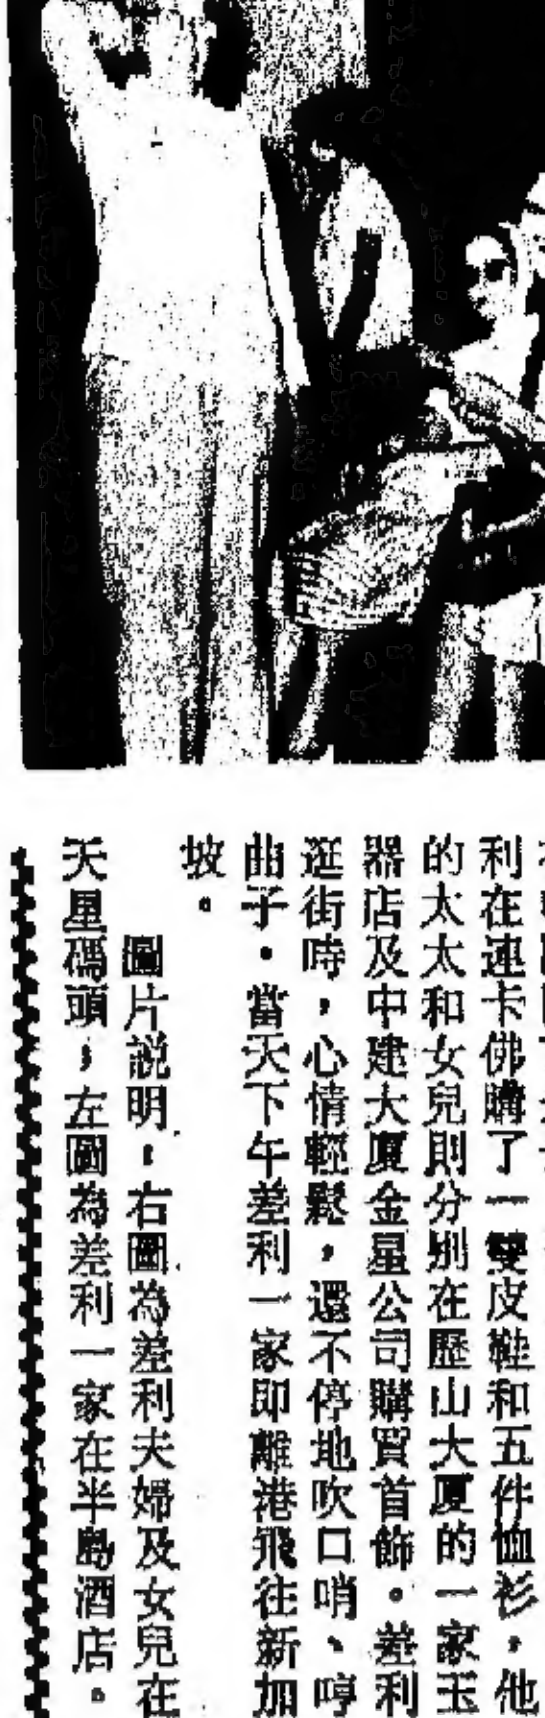 利在連卡佛購了一雙皮鞋和五件恤衫，他
的太太和女兒則分別在歷山大廈的一家玉
器店及中建大廈金星公司購買首飾。差利
逛街時，心情輕鬆，還不停地吹口哨、哼
曲子。當天下午差利一家即離港飛往新加
坡。
圖片說明：右圖為差利夫婦及女兒在
天星碼頭，左圖為差利一家在半島酒店。